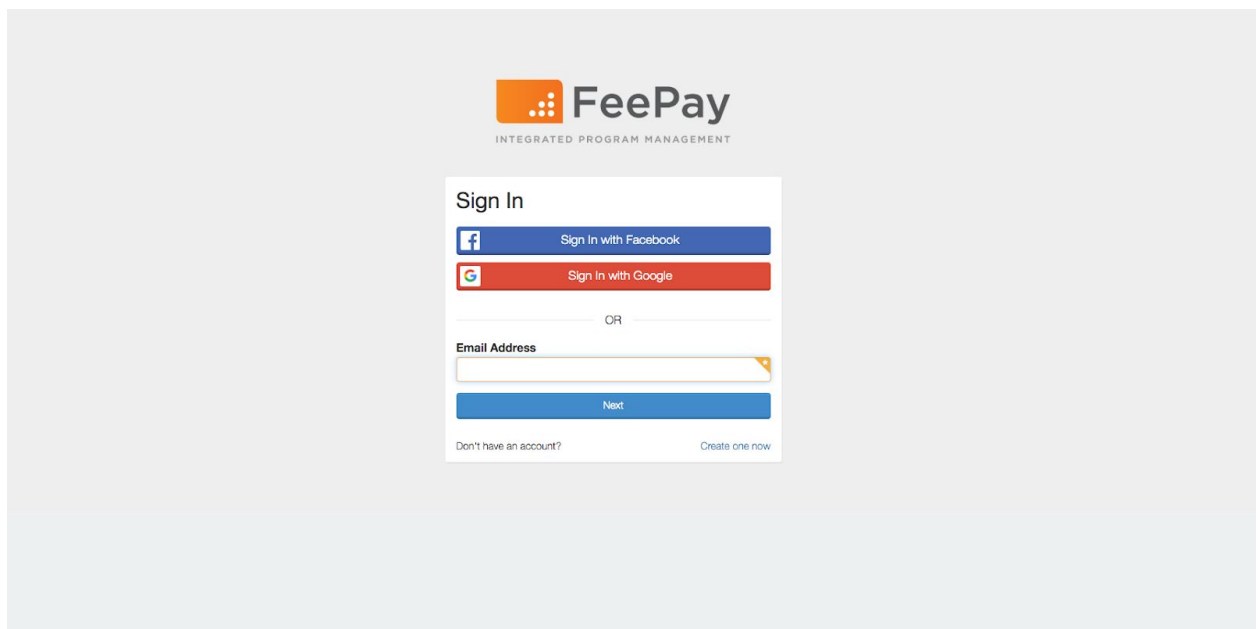 FeePay
INTEGRATED PROGRAM MANAGEMENT
Sign In
Sign In with Facebook
Sign In with Google
OR
Email Address
Next
Don't have an account? Create one now